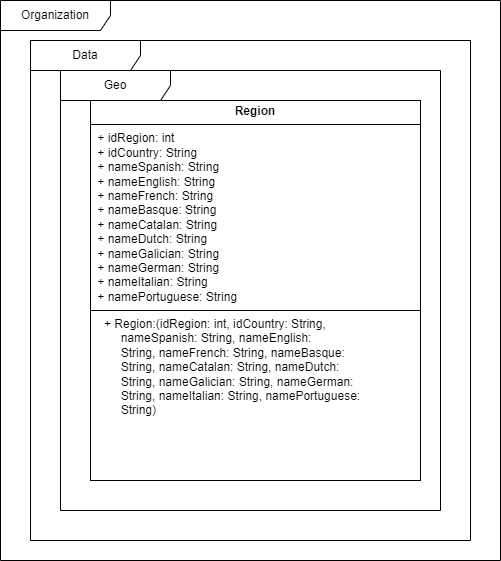 Organization
Data
Geo
Region
+ idRegion: int
+ idCountry: String
+ nameSpanish: String
+ nameEnglish: String
+ nameFrench: String
+ nameBasque: String
+ nameCatalan: String
+ nameDutch: String
+ nameGalician: String
+ nameGerman: String
+ nameItalian: String
+ namePortuguese: String
+ Region:(idRegion: int, idCountry: String,
nameSpanish: String, nameEnglish:
String, nameFrench: String, nameBasque:
String, nameCatalan: String, nameDutch:
String, nameGalician: String, nameGerman:
String, nameItalian: String, namePortuguese:
String)